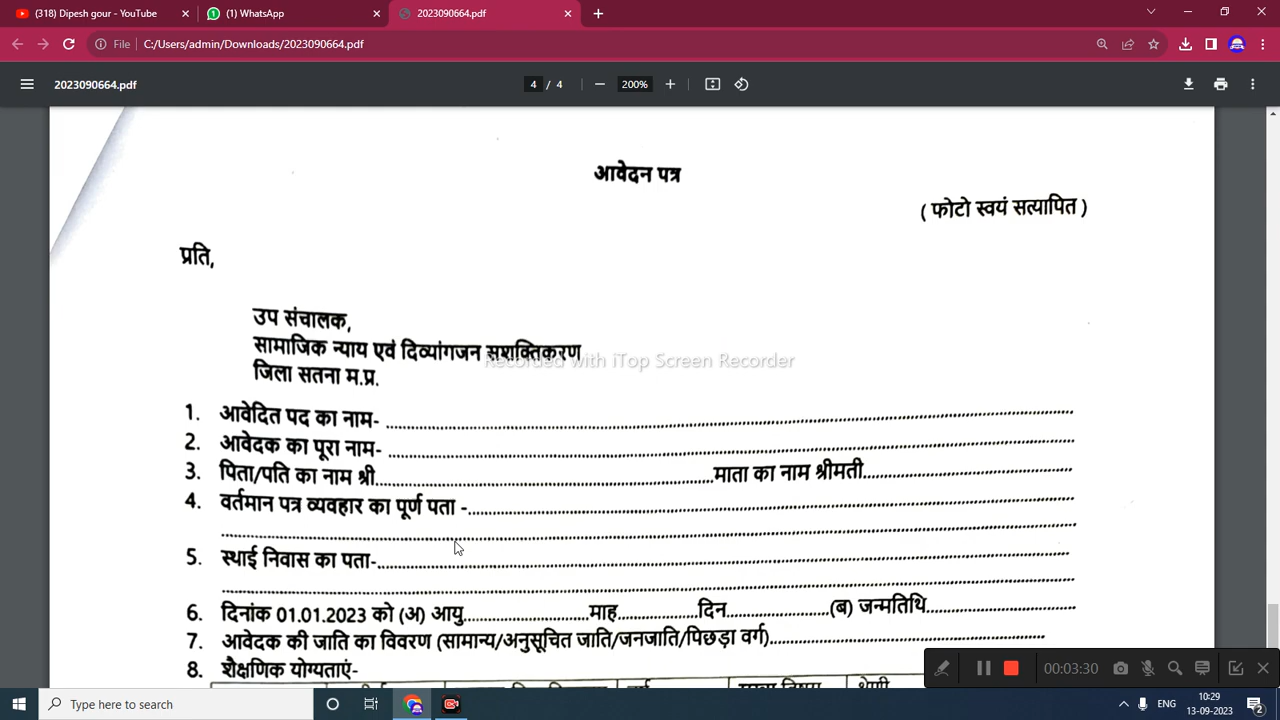 (318) Dipesh gour - YouTube
(1) WhatsApp
2023090664.pdf
File C:/Users/admin/Downloads/2023090664.pdf
2023090664.pdf
4 / 4
200%
आवेदन पत्र
( फोटो स्वयं सत्यापित )
प्रति,
उप संचालक,
सामाजिक न्याय एवं दिव्यांगजन सशक्तिकरण
Recorded with iTop Screen Recorder
जिला सतना म.प्र.
1. आवेदित पद का नाम-
2. आवेदक का पूरा नाम-
3. पिता/पति का नाम श्री..........माता का नाम श्रीमती..........
4. वर्तमान पत्र व्यवहार का पूर्ण पता -
5. स्थाई निवास का पता-
6. दिनांक 01.01.2023 को (अ) आयु..........माह..........दिन..........(ब) जन्मतिथि..........
7. आवेदक की जाति का विवरण (सामान्य/अनुसूचित जाति/जनजाति/पिछड़ा वर्ग)..........
8. शैक्षणिक योग्यताएं-
00:03:30
Type here to search
ENG
10:29
13-09-2023
2